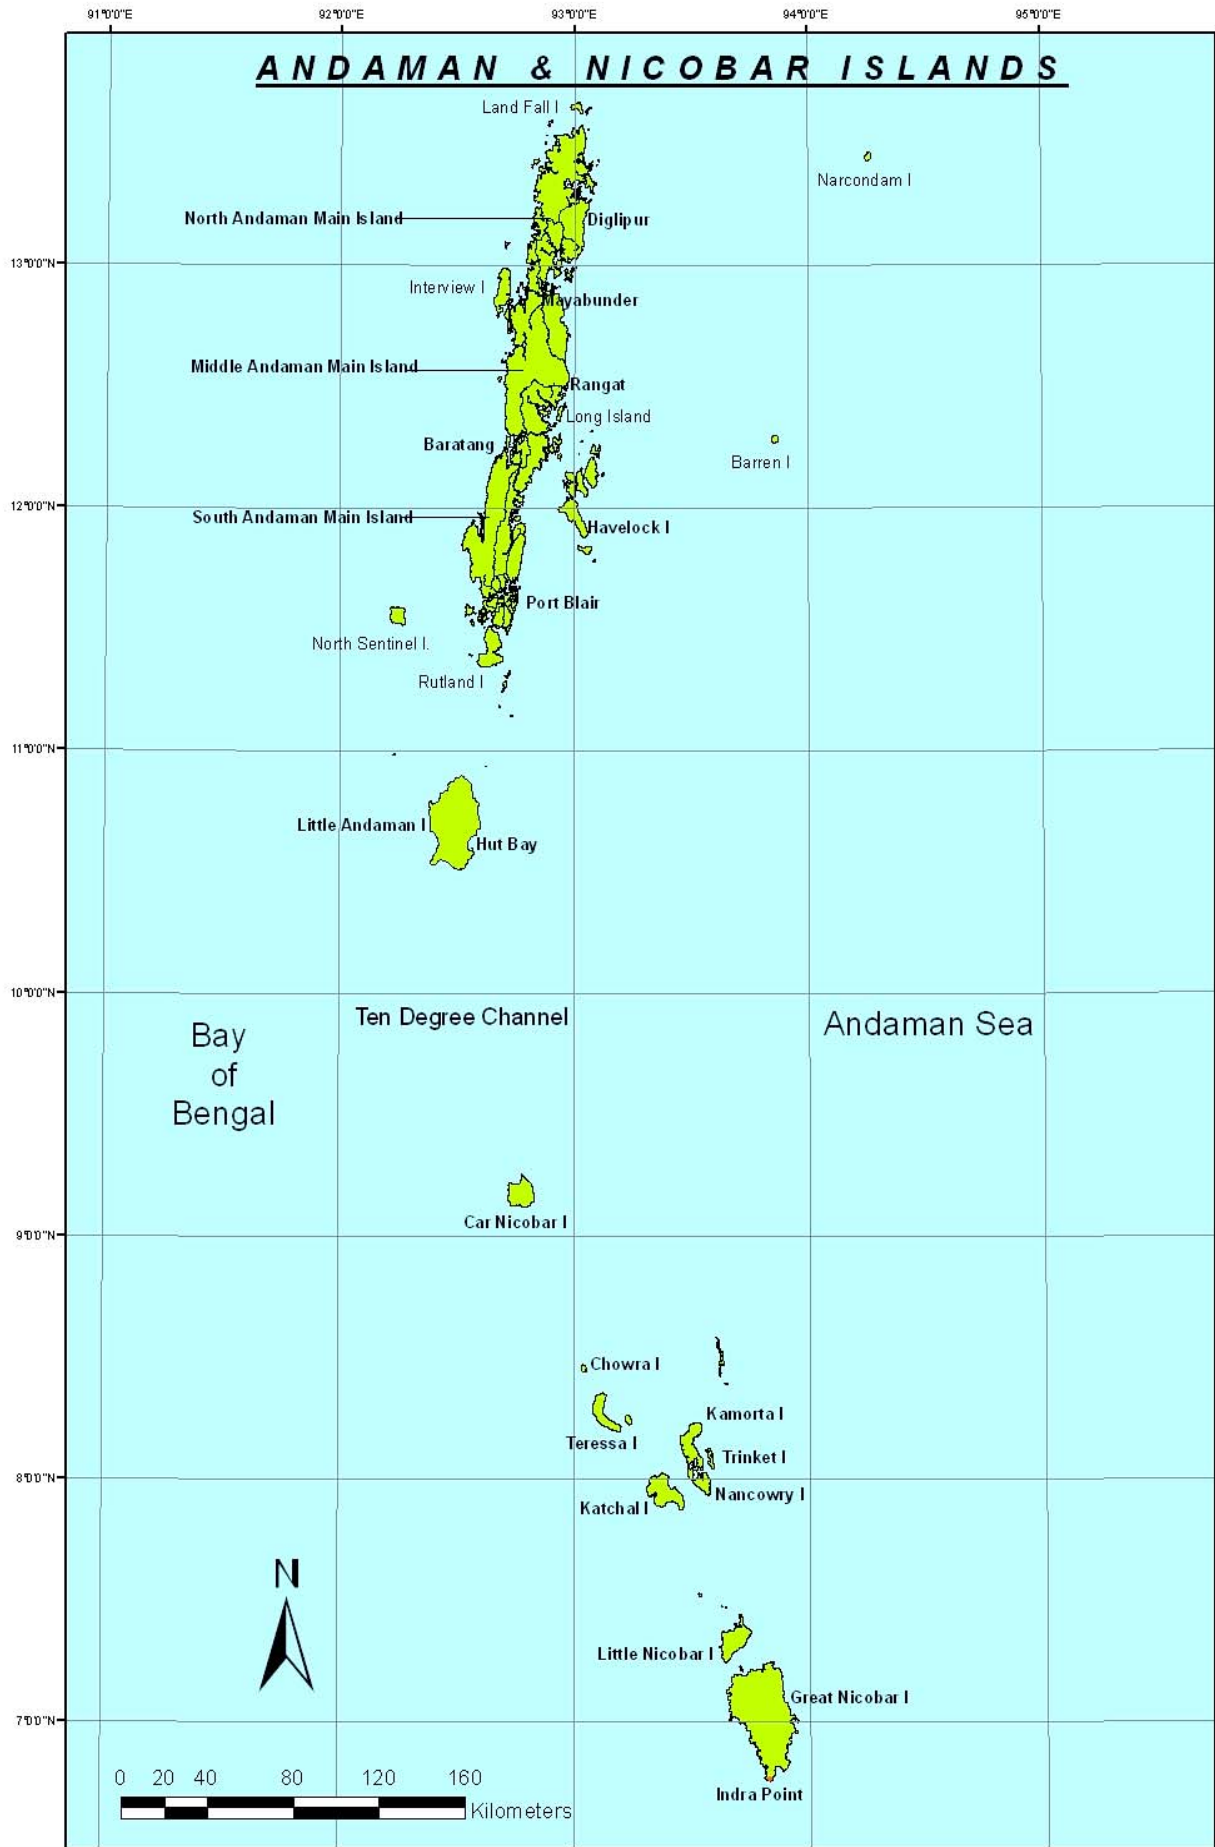 91°0'0"E 92°0'0"E 93°0'0"E 94°0'0"E 95°0'0"E
ANDAMAN & NICOBAR ISLANDS
Land Fall I
Narcondam I
North Andaman Main Island
Diglipur
13°0'0"N
Interview I
Mayabunder
Middle Andaman Main Island
Rangat
Long Island
Baratang
Barren I
12°0'0"N
South Andaman Main Island
Havelock I
Port Blair
North Sentinel I.
Rutland I
11°0'0"N
Little Andaman I
Hut Bay
10°0'0"N
Ten Degree Channel
Andaman Sea
Bay
of
Bengal
Car Nicobar I
9°0'0"N
Chowra I
Kamorta I
Teressa I
Trinket I
8°0'0"N
Nancowry I
Katchal I
N
Little Nicobar I
Great Nicobar I
7°0'0"N
0 20 40 80 120 160
Indra Point
Kilometers